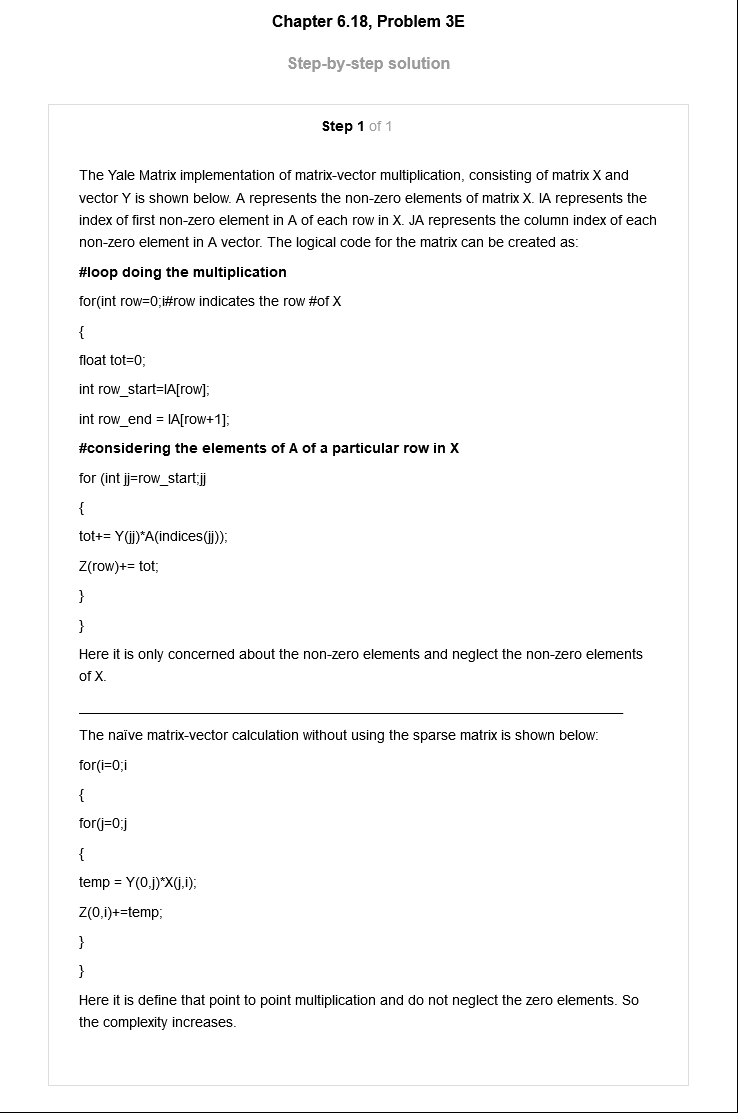 Chapter 6.18, Problem 3E
Step-by-step solution
Step 1 of 1
The Yale Matrix implementation of matrix-vector multiplication, consisting of matrix X and
vector Y is shown below. A represents the non-zero elements of matrix X. IA represents the
index of first non-zero element in A of each row in X. JA represents the column index of each
non-zero element in A vector. The logical code for the matrix can be created as:
#loop doing the multiplication
for(int row=0;i#row indicates the row #of X
{
float tot=0;
int row_start=IA[row];
int row_end = IA[row+1];
#considering the elements of A of a particular row in X
for (int jj=row_start;jj
{
tot+= Y(jj)*A(indices(jj));
Z(row)+= tot;
}
}
Here it is only concerned about the non-zero elements and neglect the non-zero elements
of X.
The naïve matrix-vector calculation without using the sparse matrix is shown below:
for(i=0;i
{
for(j=0;j
{
temp = Y(0,j)*X(j,i);
Z(0,i)+=temp;
}
}
Here it is define that point to point multiplication and do not neglect the zero elements. So
the complexity increases.